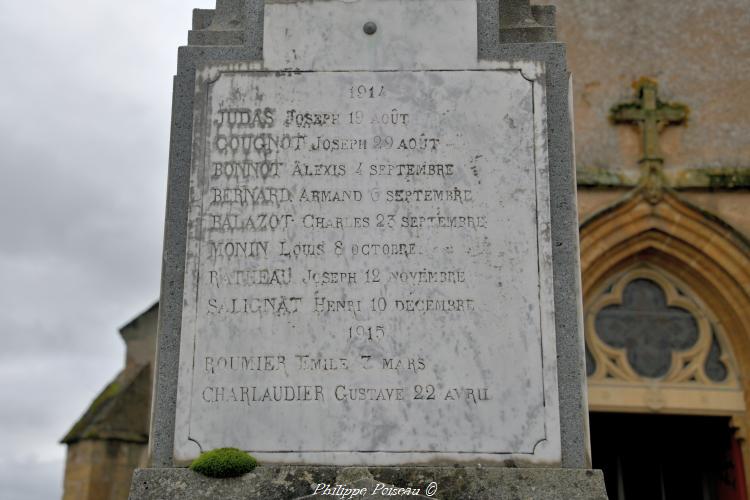 1914
JUDAS JOSEPH 19 AOÛT
GOUGNOT JOSEPH 29 AOÛT
BONNOT ALEXIS 4 SEPTEMBRE
BERNARD ARMAND 6 SEPTEMBRE
BALAZOT CHARLES 23 SEPTEMBRE
MONIN LOUIS 8 OCTOBRE
RATHEAU JOSEPH 12 NOVEMBRE
SALIGNAT HENRI 10 DÉCEMBRE
1915
ROUMIER EMILE 7 MARS
CHARLAUDIER GUSTAVE 22 AVRIL
Philippe Poiseau ©